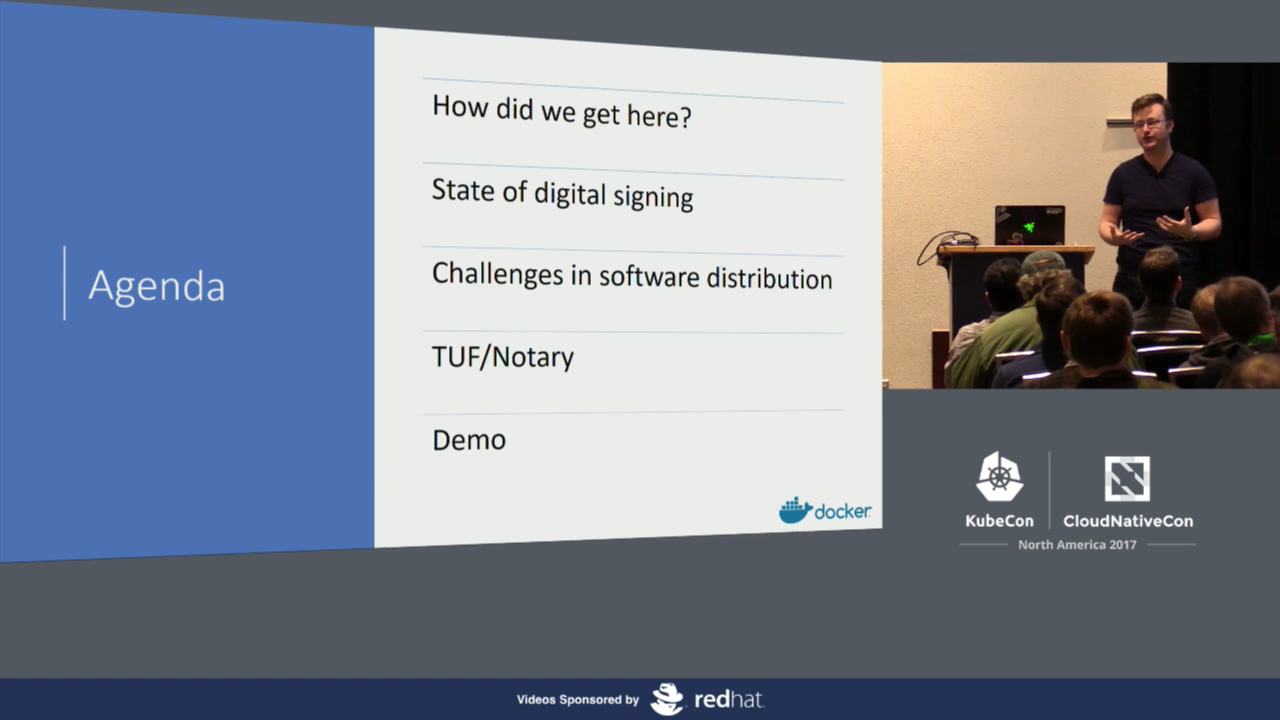 Agenda
How did we get here?
State of digital signing
Challenges in software distribution
TUF/Notary
Demo
docker
KubeCon
CloudNativeCon
North America 2017
Videos Sponsored by
redhat.